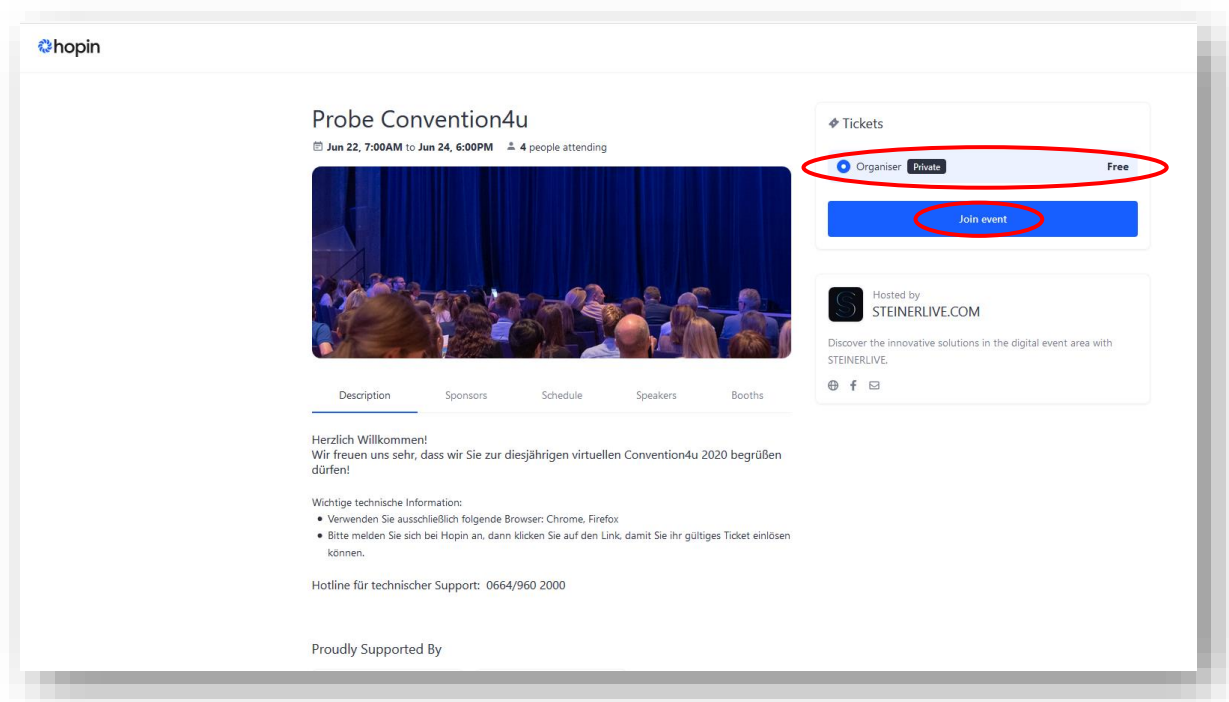 hopin
Probe Convention4u
Jun 22, 7:00AM to Jun 24, 6:00PM 4 people attending
Description Sponsors Schedule Speakers Booths
Herzlich Willkommen!
Wir freuen uns sehr, dass wir Sie zur diesjährigen virtuellen Convention4u 2020 begrüßen
dürfen!
Wichtige technische Information:
• Verwenden Sie ausschließlich folgende Browser: Chrome, Firefox
• Bitte melden Sie sich bei Hopin an, dann klicken Sie auf den Link, damit Sie ihr gültiges Ticket einlösen
können.
Hotline für technischer Support: 0664/960 2000
Proudly Supported By
Tickets
Organiser Private Free
Join event
Hosted by
STEINERLIVE.COM
Discover the innovative solutions in the digital event area with
STEINERLIVE.